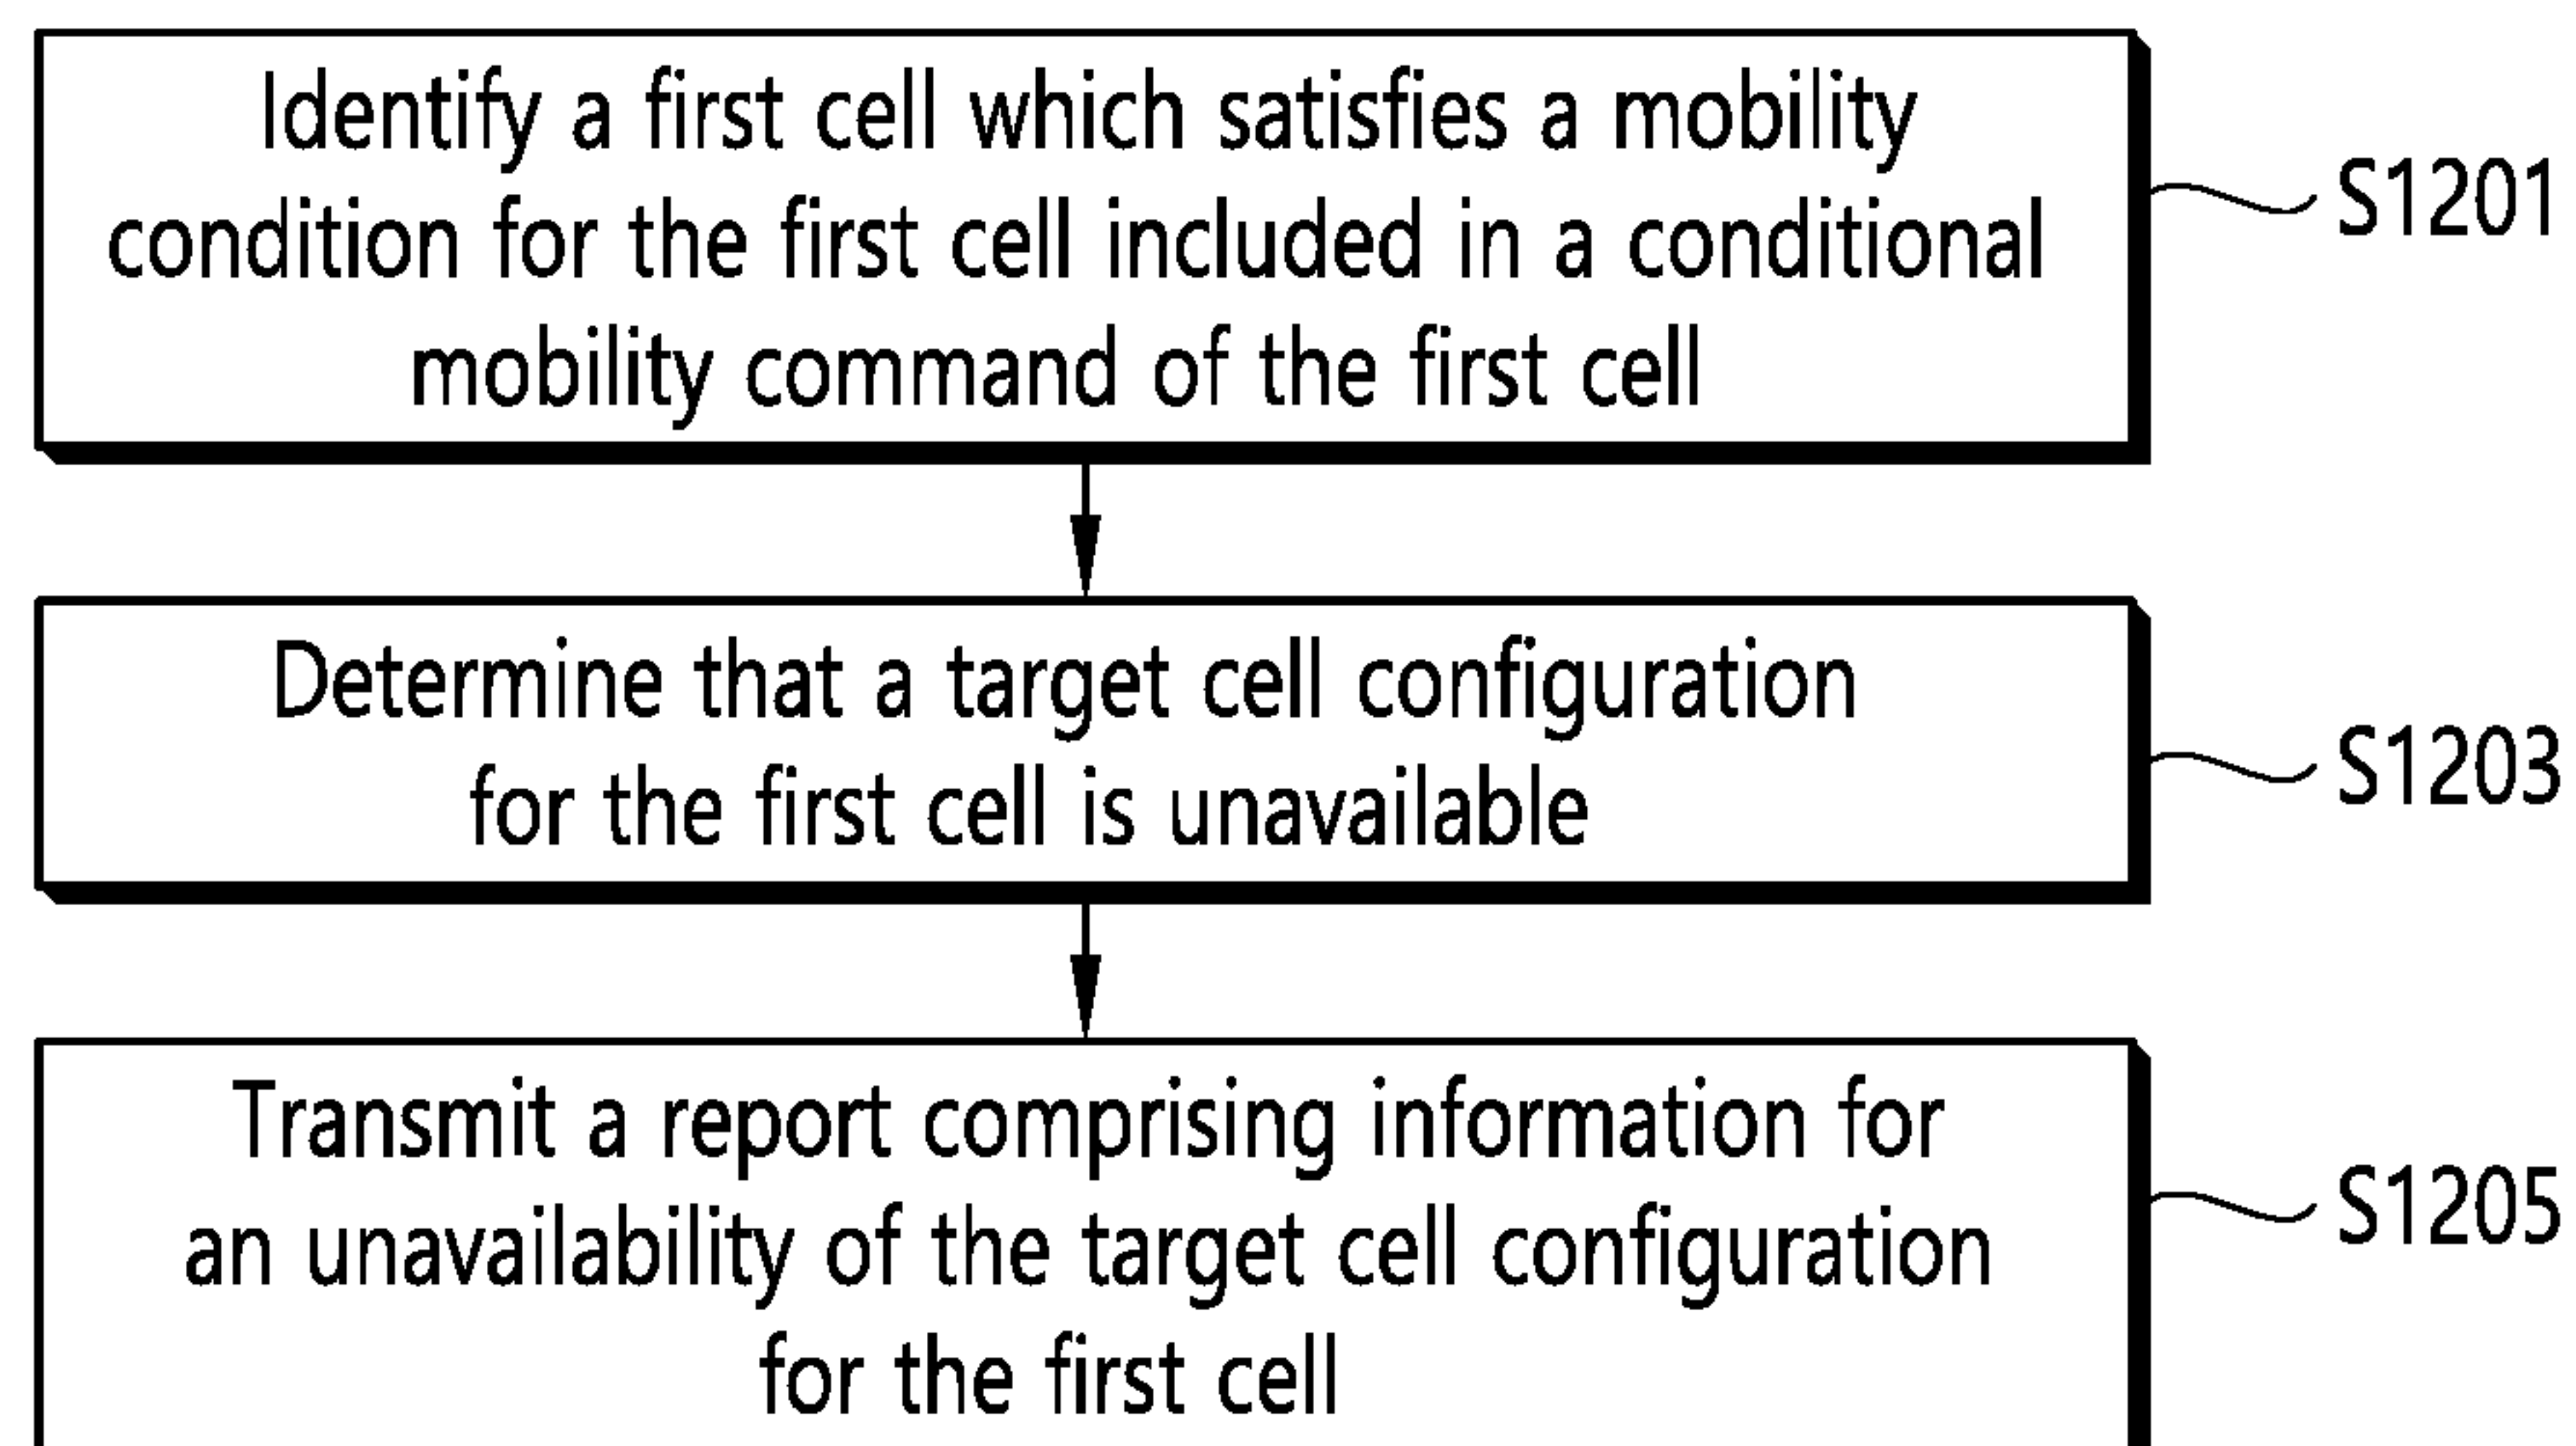 Identify a first cell which satisfies a mobility
condition for the first cell included in a conditional
mobility command of the first cell
S1201
Determine that a target cell configuration
for the first cell is unavailable
S1203
Transmit a report comprising information for
an unavailability of the target cell configuration
for the first cell
S1205